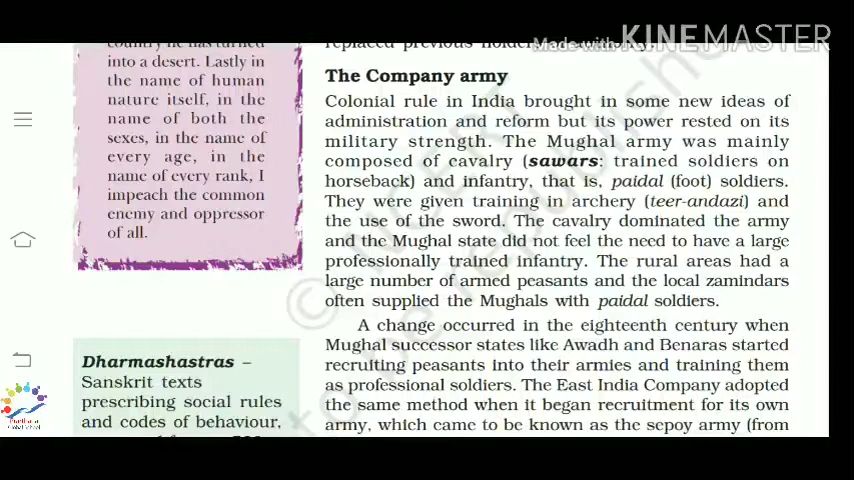 Made with KINEMASTER
country he has turned
into a desert. Lastly in
the name of human
nature itself, in the
name of both the
sexes, in the name of
every age, in the
name of every rank, I
impeach the common
enemy and oppressor
of all.
Dharmashastras –
Sanskrit texts
prescribing social rules
and codes of behaviour,
replaced previous
The Company army
Colonial rule in India brought in some new ideas of
administration and reform but its power rested on its
military strength. The Mughal army was mainly
composed of cavalry (sawars: trained soldiers on
horseback) and infantry, that is, paidal (foot) soldiers.
They were given training in archery (teer-andazi) and
the use of the sword. The cavalry dominated the army
and the Mughal state did not feel the need to have a large
professionally trained infantry. The rural areas had a
large number of armed peasants and the local zamindars
often supplied the Mughals with paidal soldiers.
A change occurred in the eighteenth century when
Mughal successor states like Awadh and Benaras started
recruiting peasants into their armies and training them
as professional soldiers. The East India Company adopted
the same method when it began recruitment for its own
army, which came to be known as the sepoy army (from